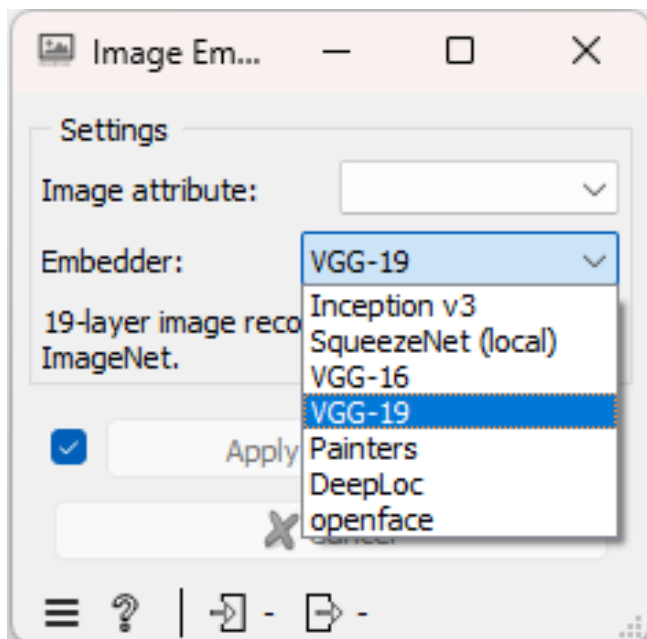 Image Em...
Settings
Image attribute:
Embedder: VGG-19
19-layer image reco
ImageNet.
Inception v3
SqueezeNet (local)
VGG-16
VGG-19
Painters
DeepLoc
openface
Apply
? - -